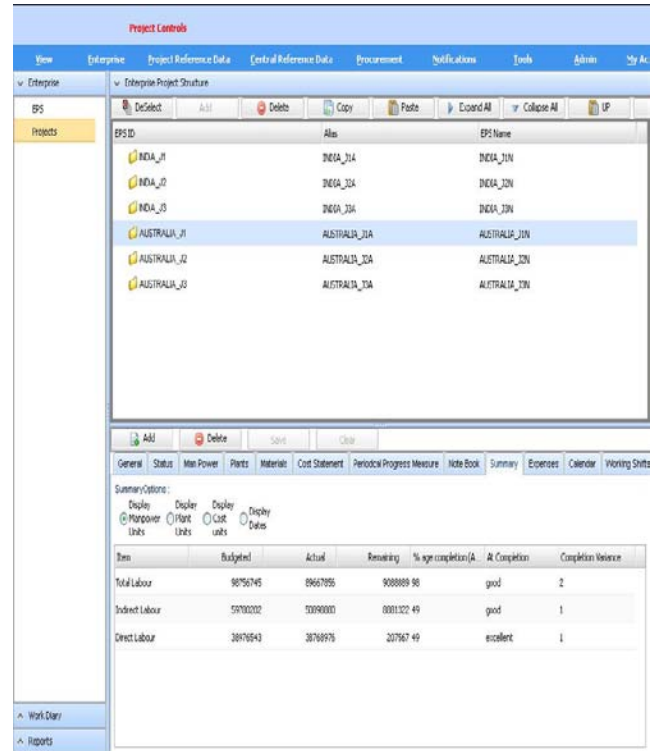 Project Controls
View Enterprise Project Reference Data Central Reference Data Procurement Notifications Tools Admin My Ac
Enterprise
Enterprise Project Structure
EPS
Projects
DeSelect Add Delete Copy Paste Expand All Collapse All UP
EPS ID Alias EPS Name
INDIA_J1 INDIA_J1A INDIA_J1N
INDIA_J2 INDIA_J2A INDIA_J2N
INDIA_J3 INDIA_J3A INDIA_J3N
AUSTRALIA_J1 AUSTRALIA_J1A AUSTRALIA_J1N
AUSTRALIA_J2 AUSTRALIA_J2A AUSTRALIA_J2N
AUSTRALIA_J3 AUSTRALIA_J3A AUSTRALIA_J3N
Add Delete Save Clear
General Status Man Power Plants Materials Cost Statement Periodcal Progress Measure Note Book Summary Expenses Calendar Working Shifts
SummaryOptions :
Display Manpower Units
Display Plant Units
Display Cost units
Display Dates
Item Budgeted Actual Remaining % age completion (A... At Completion Completion Variance
Total Labour 98756745 89667856 9088889 98 good 2
Indirect Labour 59780202 50898880 8881322 49 good 1
Direct Labour 38976543 38768976 207567 49 excellent 1
Work Diary
Reports